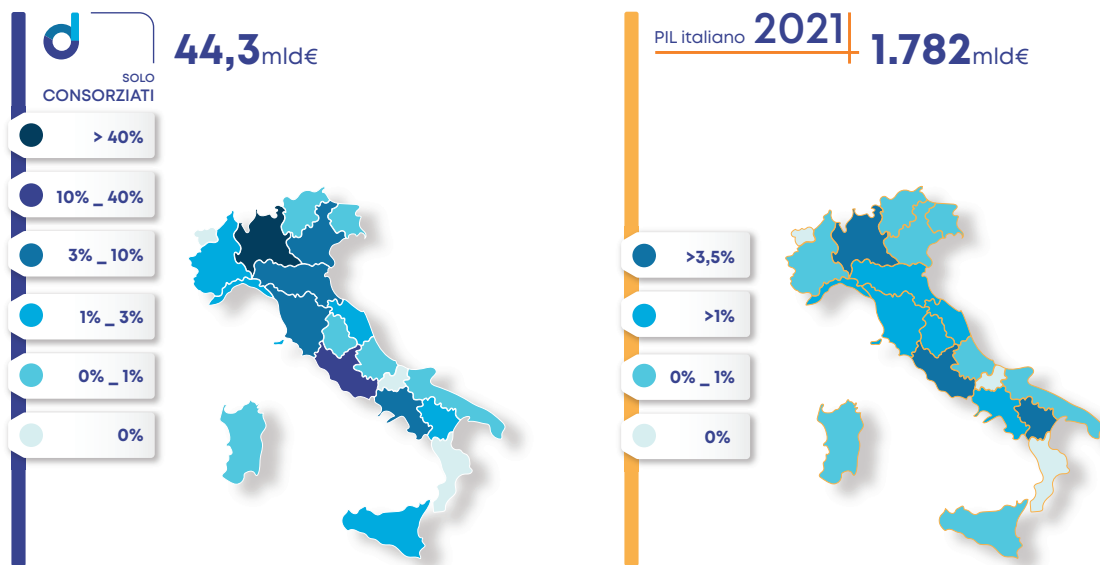 d
44,3mld€
SOLO
CONSORZIATI
> 40%
10% _ 40%
3% _ 10%
1% _ 3%
0% _ 1%
0%
PIL italiano 2021
1.782mld€
>3,5%
>1%
0% _ 1%
0%